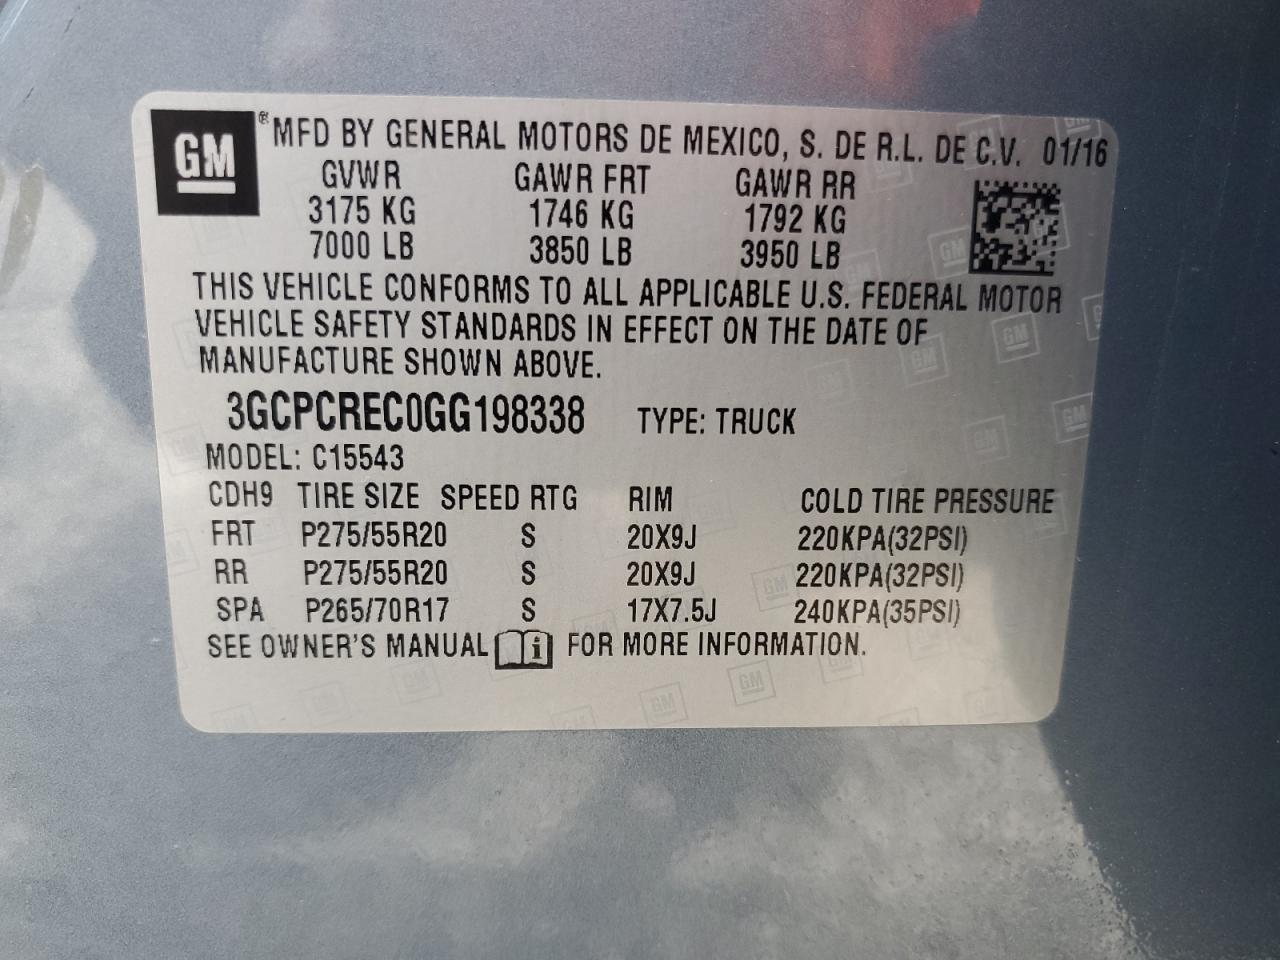 GM ® MFD BY GENERAL MOTORS DE MEXICO, S. DE R.L. DE C.V. 01/16
GVWR GAWR FRT GAWR RR
3175 KG 1746 KG 1792 KG
7000 LB 3850 LB 3950 LB
THIS VEHICLE CONFORMS TO ALL APPLICABLE U.S. FEDERAL MOTOR
VEHICLE SAFETY STANDARDS IN EFFECT ON THE DATE OF
MANUFACTURE SHOWN ABOVE.
3GCPCREC0GG198338 TYPE: TRUCK
MODEL: C15543
CDH9 TIRE SIZE SPEED RTG RIM COLD TIRE PRESSURE
FRT P275/55R20 S 20X9J 220KPA(32PSI)
RR P275/55R20 S 20X9J 220KPA(32PSI)
SPA P265/70R17 S 17X7.5J 240KPA(35PSI)
SEE OWNER'S MANUAL i FOR MORE INFORMATION.